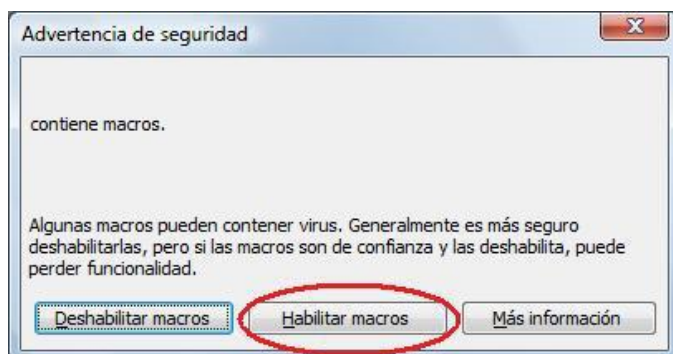 Advertencia de seguridad
contiene macros.
Algunas macros pueden contener virus. Generalmente es más seguro
deshabilitarlas, pero si las macros son de confianza y las deshabilita, puede
perder funcionalidad.
Deshabilitar macros Habilitar macros Más información